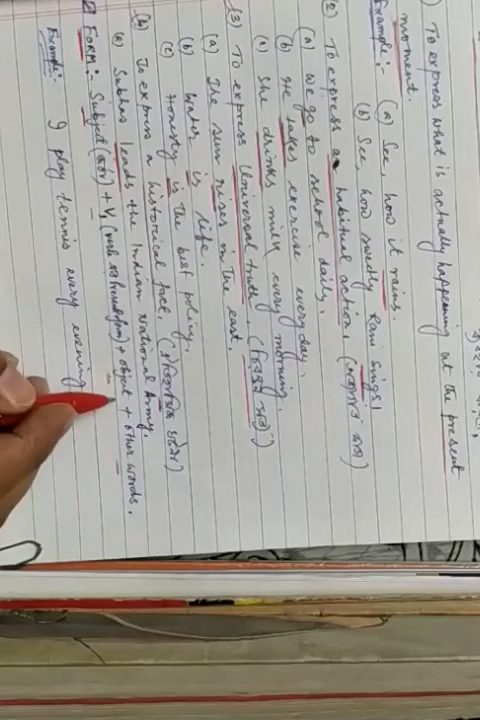 To express what is actually happening at the present
moment.
Example:- (a) See, how it rains.
(b) See, how sweetly Rani sings!
(2) To express a habitual action,
(a) We go to school daily.
(b) He takes exercise everyday.
(c) She drinks milk every morning.
(3) To express Universal truth.
(a) The sun rises in the east.
(b) Water is life.
(c) Honesty is the best policy.
To express a historical fact.
(a) Subhas leads the Indian National Army.
FORM: Subject + V1 + object + other words.
Example:- I play tennis every evening